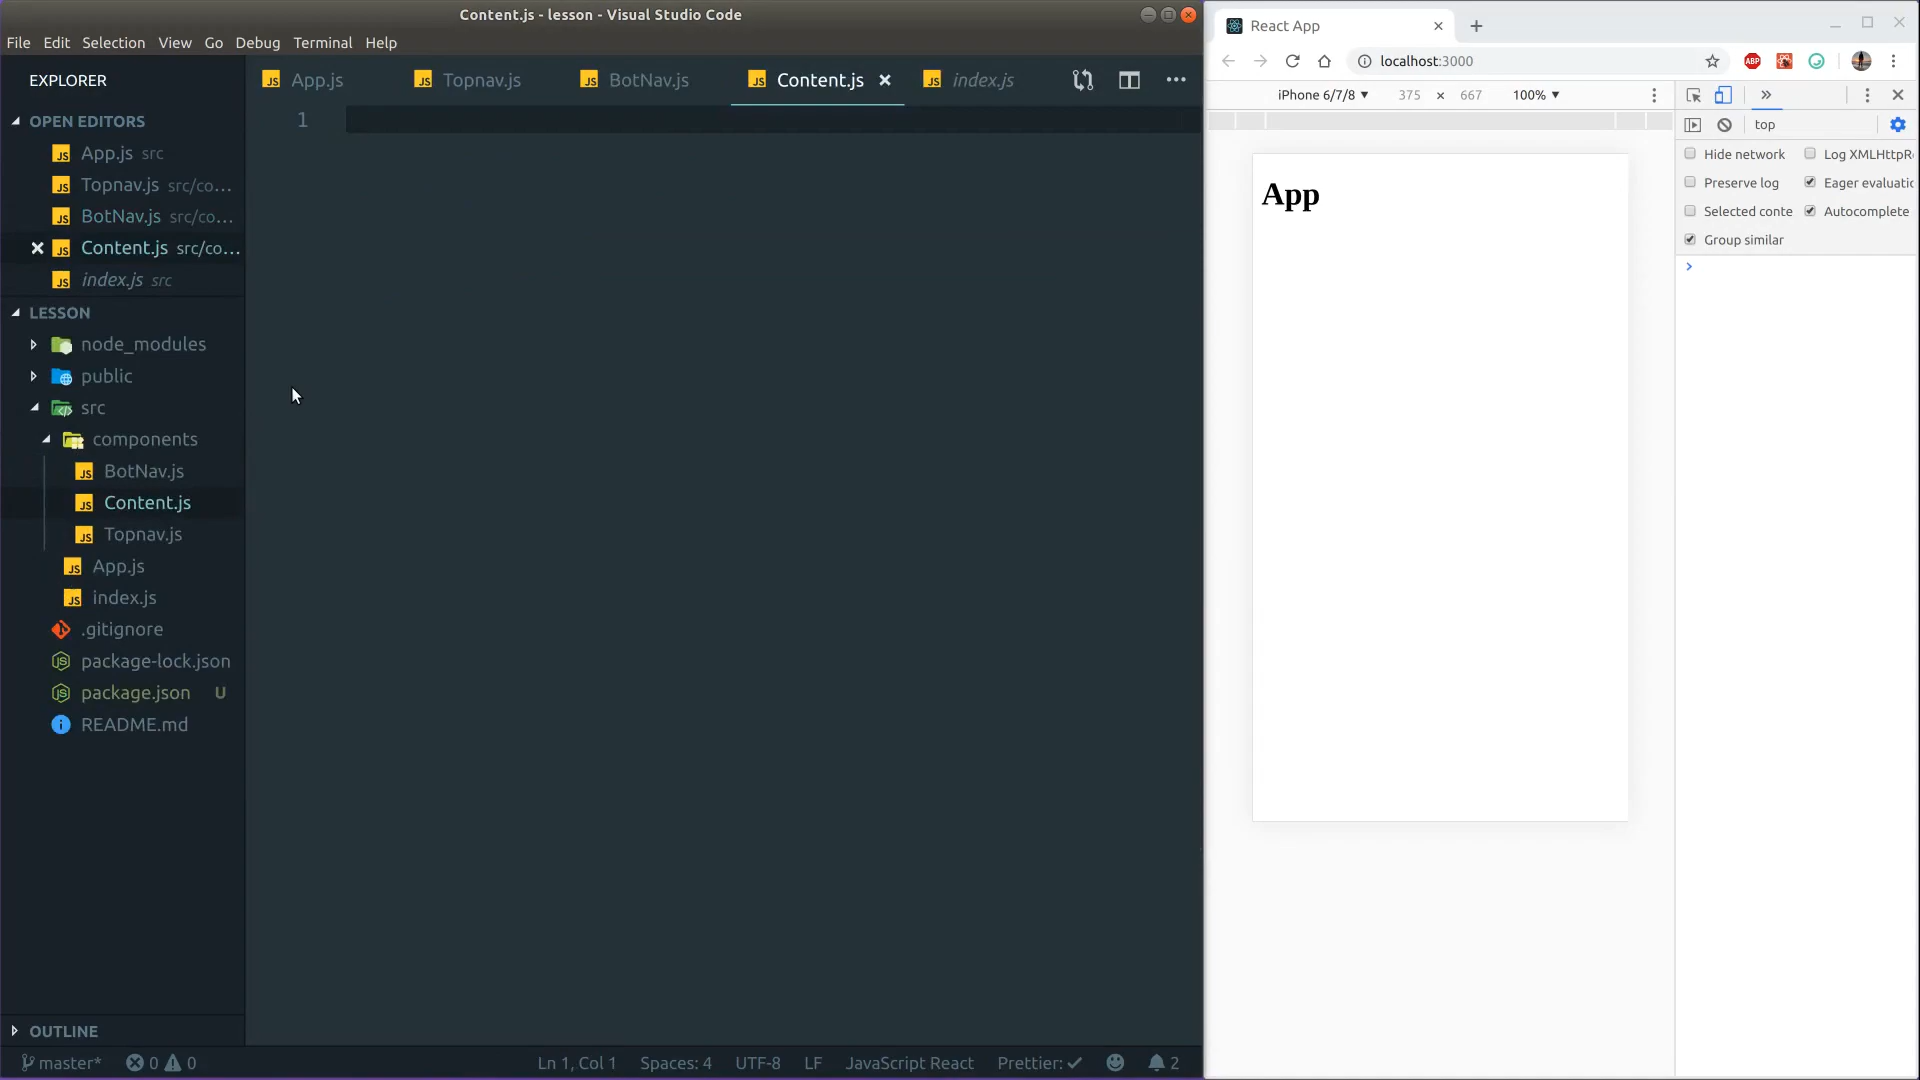 Content.js - lesson - Visual Studio Code
File Edit Selection View Go Debug Terminal Help
EXPLORER
OPEN EDITORS
App.js src
Topnav.js src/co...
BotNav.js src/co...
Content.js src/co...
index.js src
LESSON
node_modules
public
src
components
BotNav.js
Content.js
Topnav.js
App.js
index.js
.gitignore
package-lock.json
package.json U
README.md
OUTLINE
App.js Topnav.js BotNav.js Content.js index.js
1
master* 0 0 Ln 1, Col 1 Spaces: 4 UTF-8 LF JavaScript React Prettier: 2
React App
localhost:3000
ABP
iPhone 6/7/8 375 × 667 100%
App
top
Hide network Log XMLHttpR
Preserve log Eager evaluatio
Selected conte Autocomplete
Group similar